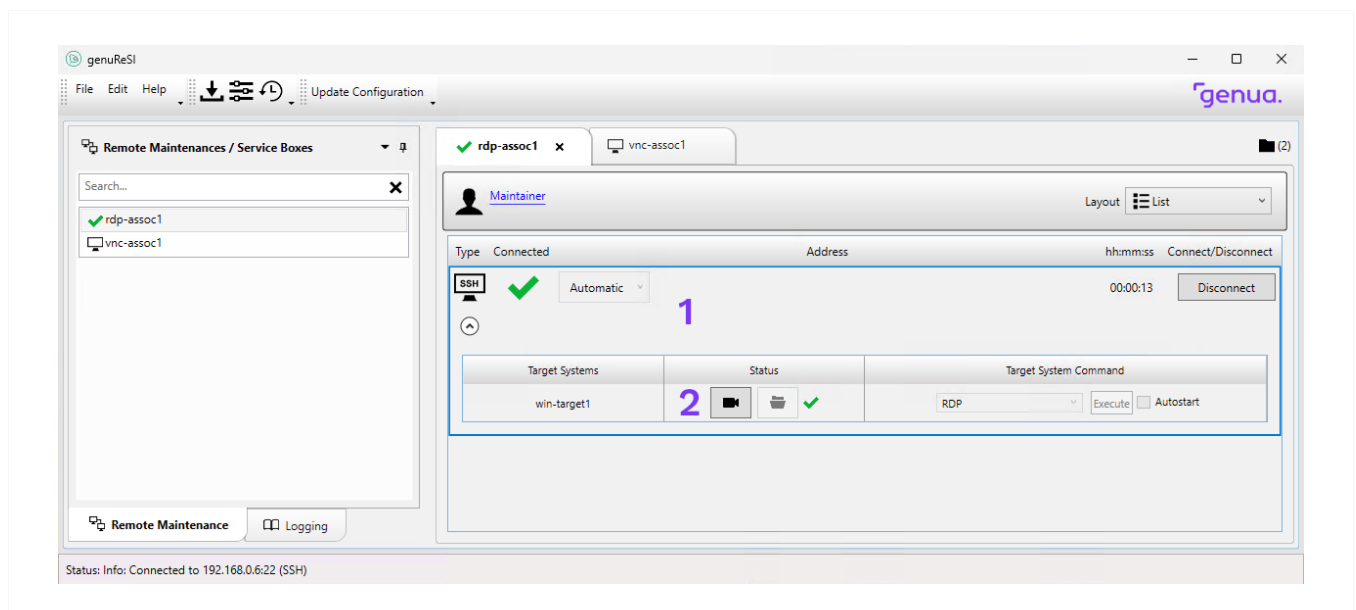 genuReSI
File Edit Help Update Configuration
genua.
Remote Maintenances / Service Boxes
Search...
rdp-assoc1
vnc-assoc1
Remote Maintenance Logging
rdp-assoc1 x vnc-assoc1 (2)
Maintainer Layout List
Type Connected Address hh:mm:ss Connect/Disconnect
SSH Automatic 1 00:00:13 Disconnect
Target Systems Status Target System Command
win-target1 2 RDP Execute Autostart
Status: Info: Connected to 192.168.0.6:22 (SSH)